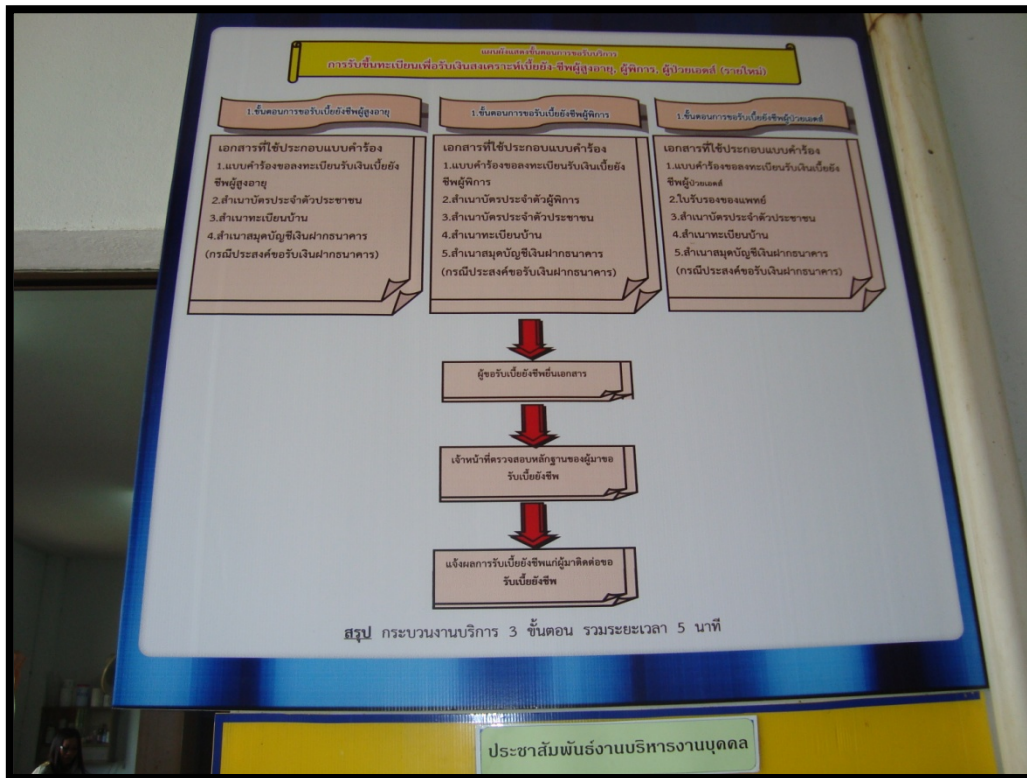 แผนผังแสดงขั้นตอนการขอรับบริการ
การรับขึ้นทะเบียนเพื่อรับเงินสงเคราะห์เบี้ยยังชีพผู้สูงอายุ, ผู้พิการ, ผู้ป่วยเอดส์ (รายใหม่)
1.ขั้นตอนการขอรับเบี้ยยังชีพผู้สูงอายุ
เอกสารที่ใช้ประกอบแบบคำร้อง
1.แบบคำร้องขอลงทะเบียนรับเงินเบี้ยยัง
ชีพผู้สูงอายุ
2.สำเนาบัตรประจำตัวประชาชน
3.สำเนาทะเบียนบ้าน
4.สำเนาสมุดบัญชีเงินฝากธนาคาร
(กรณีประสงค์ขอรับเงินฝากธนาคาร)
1.ขั้นตอนการขอรับเบี้ยยังชีพผู้พิการ
เอกสารที่ใช้ประกอบแบบคำร้อง
1.แบบคำร้องขอลงทะเบียนรับเงินเบี้ยยัง
ชีพผู้พิการ
2.สำเนาบัตรประจำตัวผู้พิการ
3.สำเนาบัตรประจำตัวประชาชน
4.สำเนาทะเบียนบ้าน
5.สำเนาสมุดบัญชีเงินฝากธนาคาร
(กรณีประสงค์ขอรับเงินฝากธนาคาร)
1.ขั้นตอนการขอรับเบี้ยยังชีพผู้ป่วยเอดส์
เอกสารที่ใช้ประกอบแบบคำร้อง
1.แบบคำร้องขอลงทะเบียนรับเงินเบี้ยยัง
ชีพผู้ป่วยเอดส์
2.ใบรับรองของแพทย์
3.สำเนาบัตรประจำตัวประชาชน
4.สำเนาทะเบียนบ้าน
5.สำเนาสมุดบัญชีเงินฝากธนาคาร
(กรณีประสงค์ขอรับเงินฝากธนาคาร)
ผู้ขอรับเบี้ยยังชีพยื่นเอกสาร
เจ้าหน้าที่ตรวจสอบหลักฐานของผู้มาขอ
รับเบี้ยยังชีพ
แจ้งผลการรับเบี้ยยังชีพแก่ผู้มาติดต่อขอ
รับเบี้ยยังชีพ
สรุป กระบวนงานบริการ 3 ขั้นตอน รวมระยะเวลา 5 นาที
ประชาสัมพันธ์งานบริหารงานบุคคล